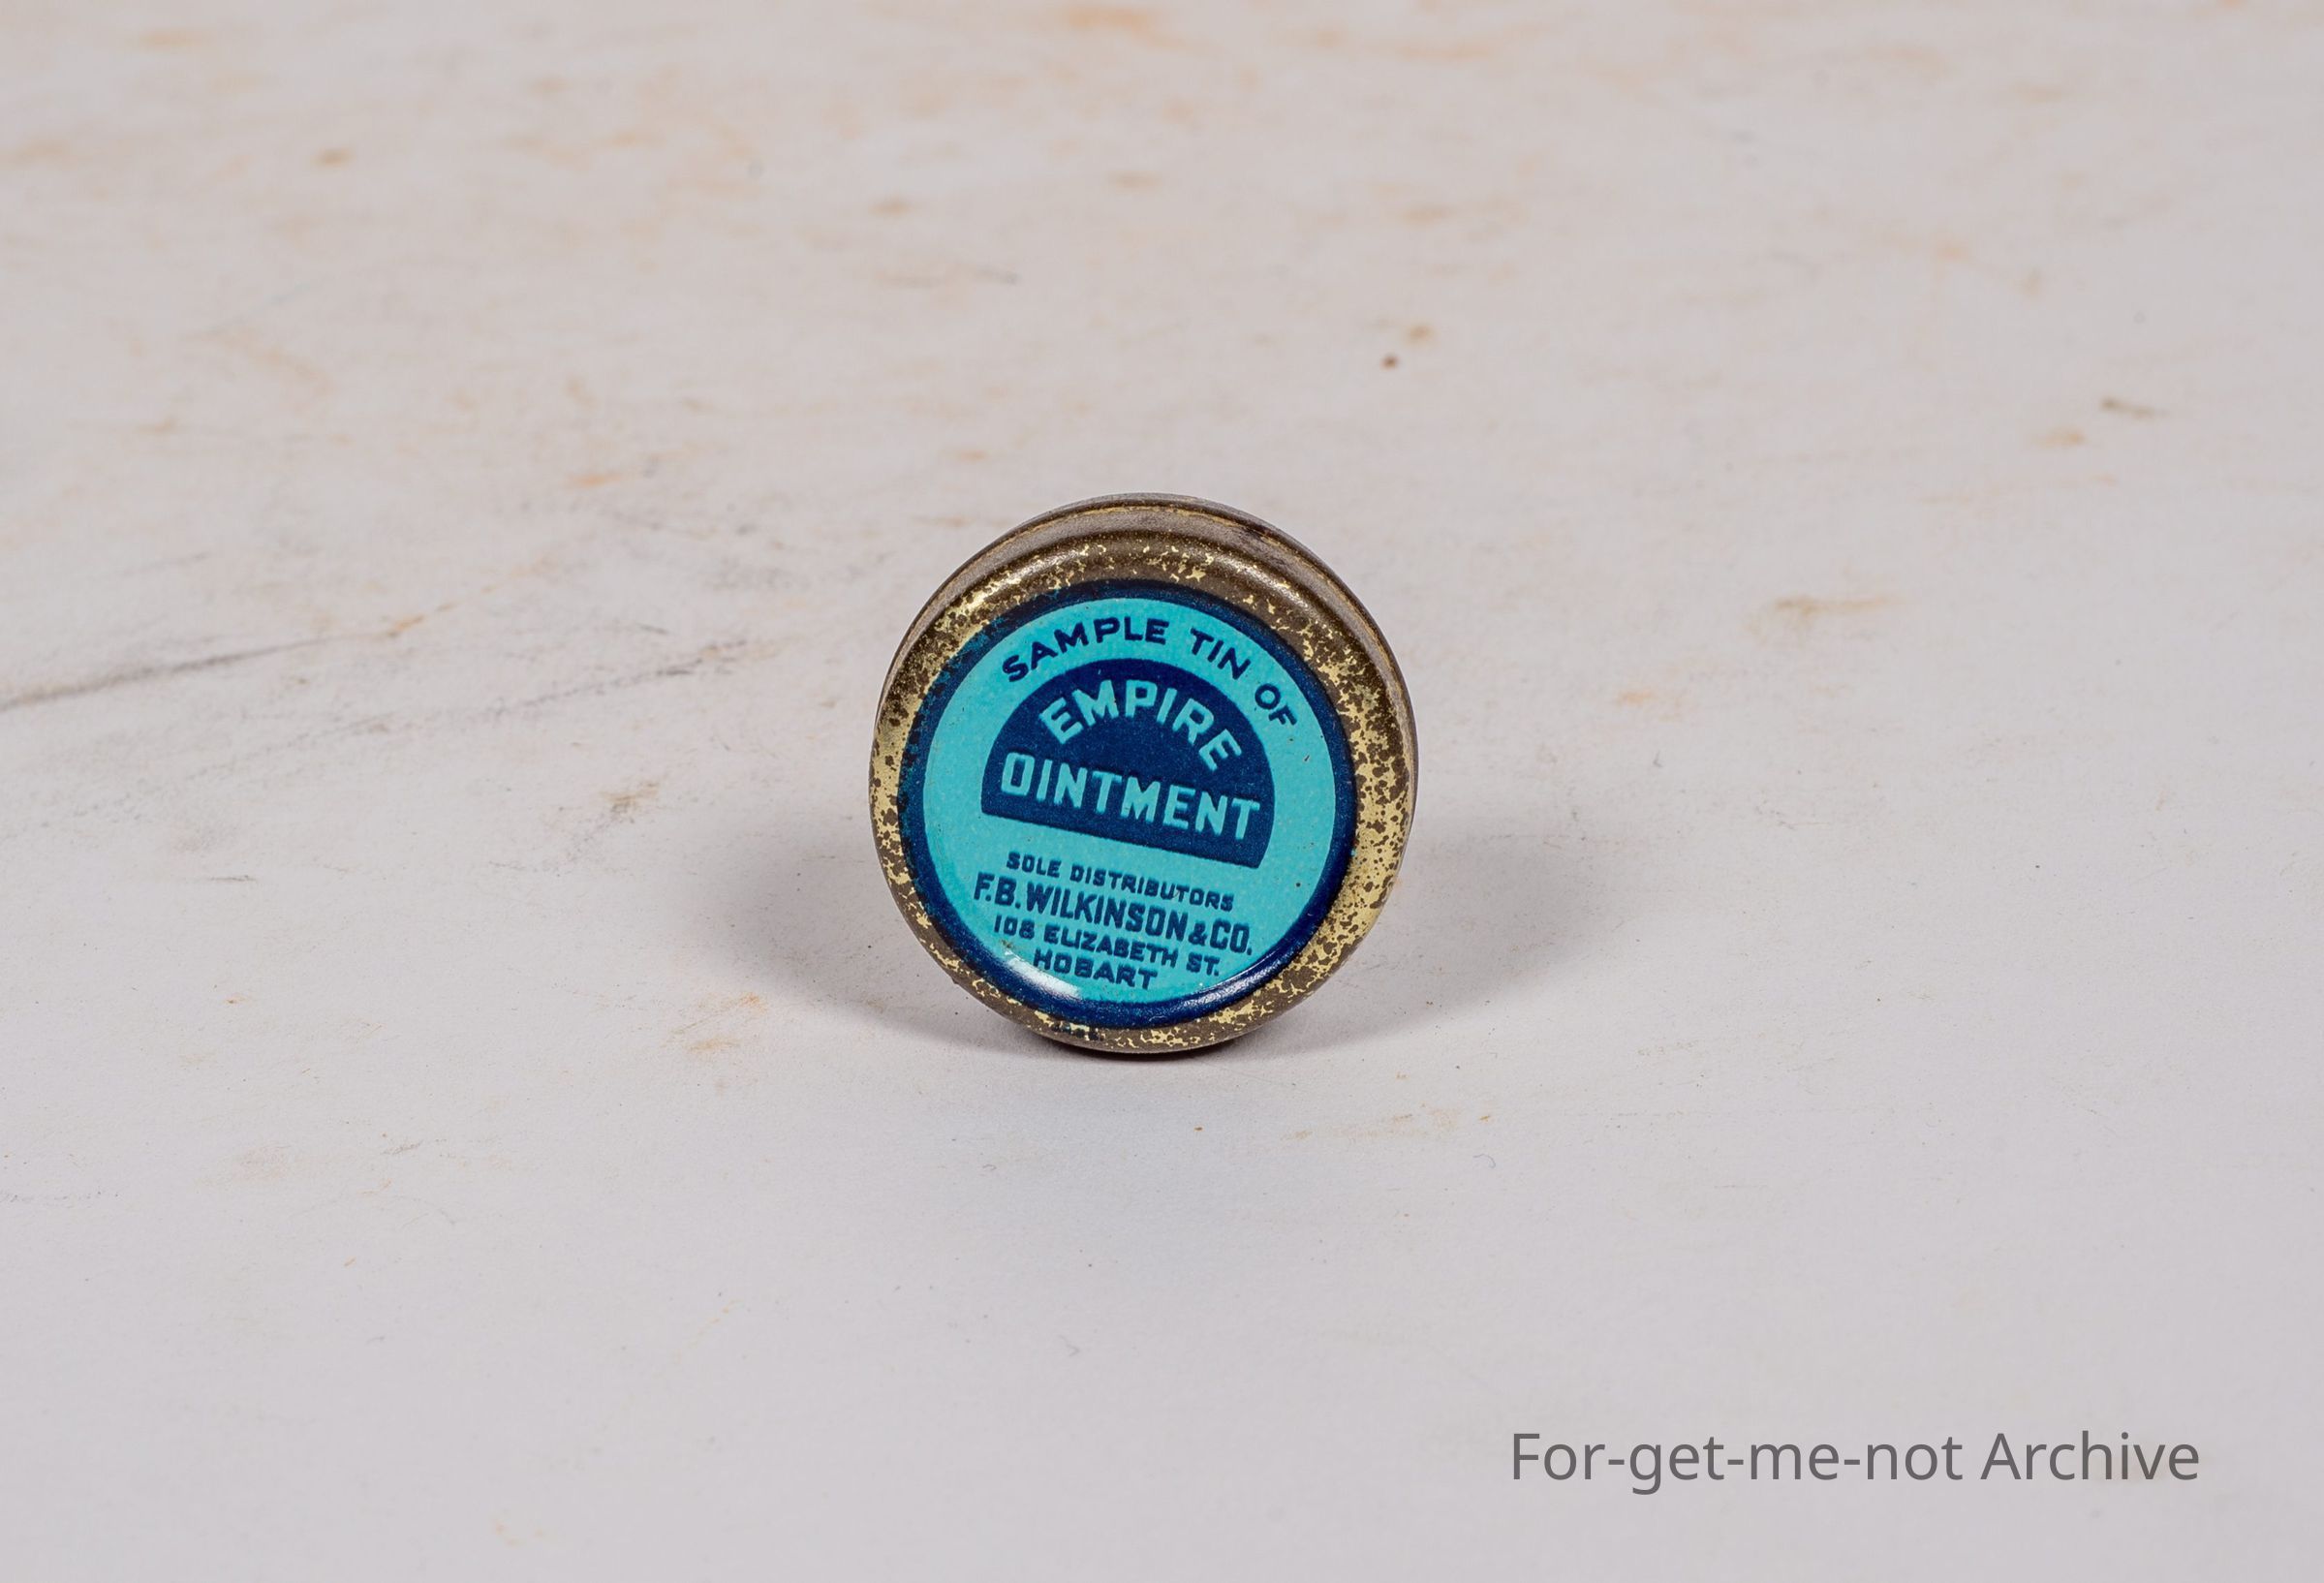 SAMPLE TIN OF
EMPIRE
OINTMENT
SOLE DISTRIBUTORS
F.B. WILKINSON & CO.
108 ELIZABETH ST.
HOBART
For-get-me-not Archive